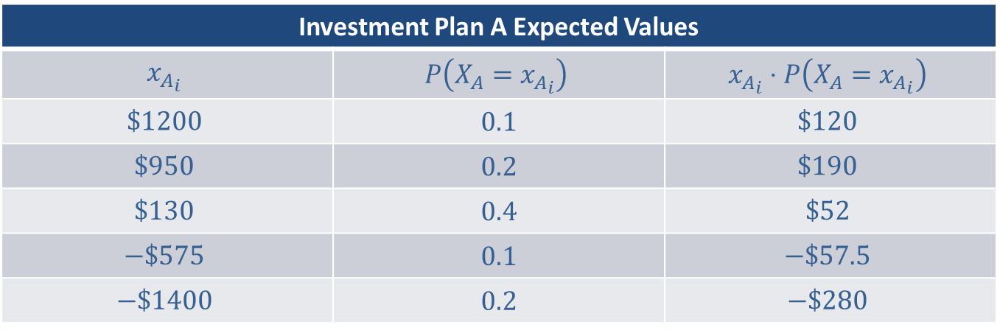 Investment Plan A Expected Values
x_{A_i} P(X_A = x_{A_i}) x_{A_i} · P(X_A = x_{A_i})
$1200 0.1 $120
$950 0.2 $190
$130 0.4 $52
−$575 0.1 −$57.5
−$1400 0.2 −$280